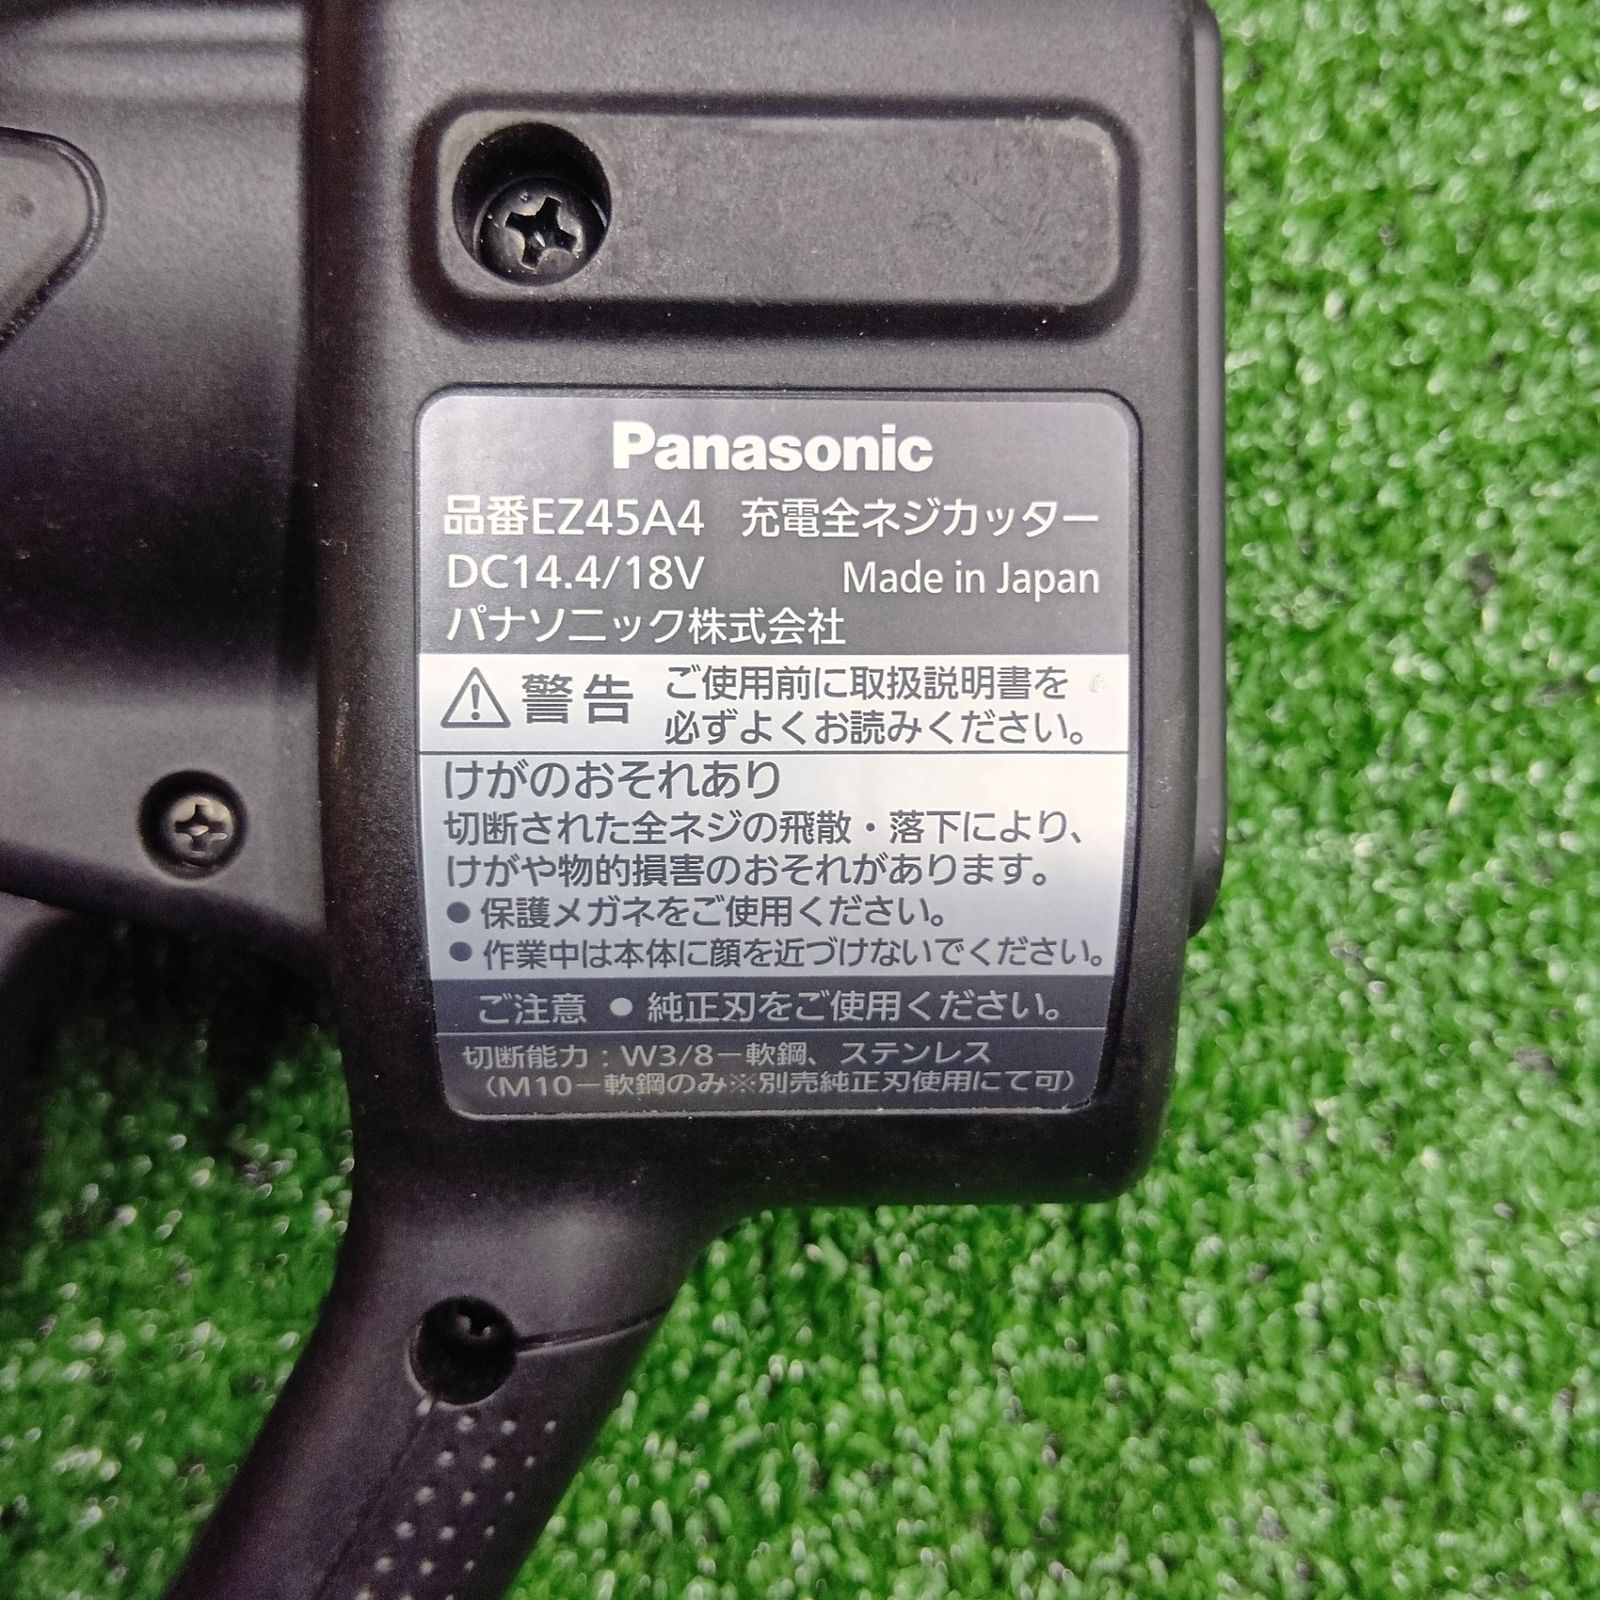 Panasonic
品番EZ45A4 充電全ネジカッター
DC14.4/18V Made in Japan
パナソニック株式会社
警告 ご使用前に取扱説明書を
必ずよくお読みください。
けがのおそれあり
切断された全ネジの飛散・落下により、
けがや物的損害のおそれがあります。
●保護メガネをご使用ください。
●作業中は本体に顔を近づけないでください。
ご注意 ●純正刃をご使用ください。
切断能力：W3/8－軟鋼、ステンレス
（M10－軟鋼のみ※別売純正刃使用にて可）